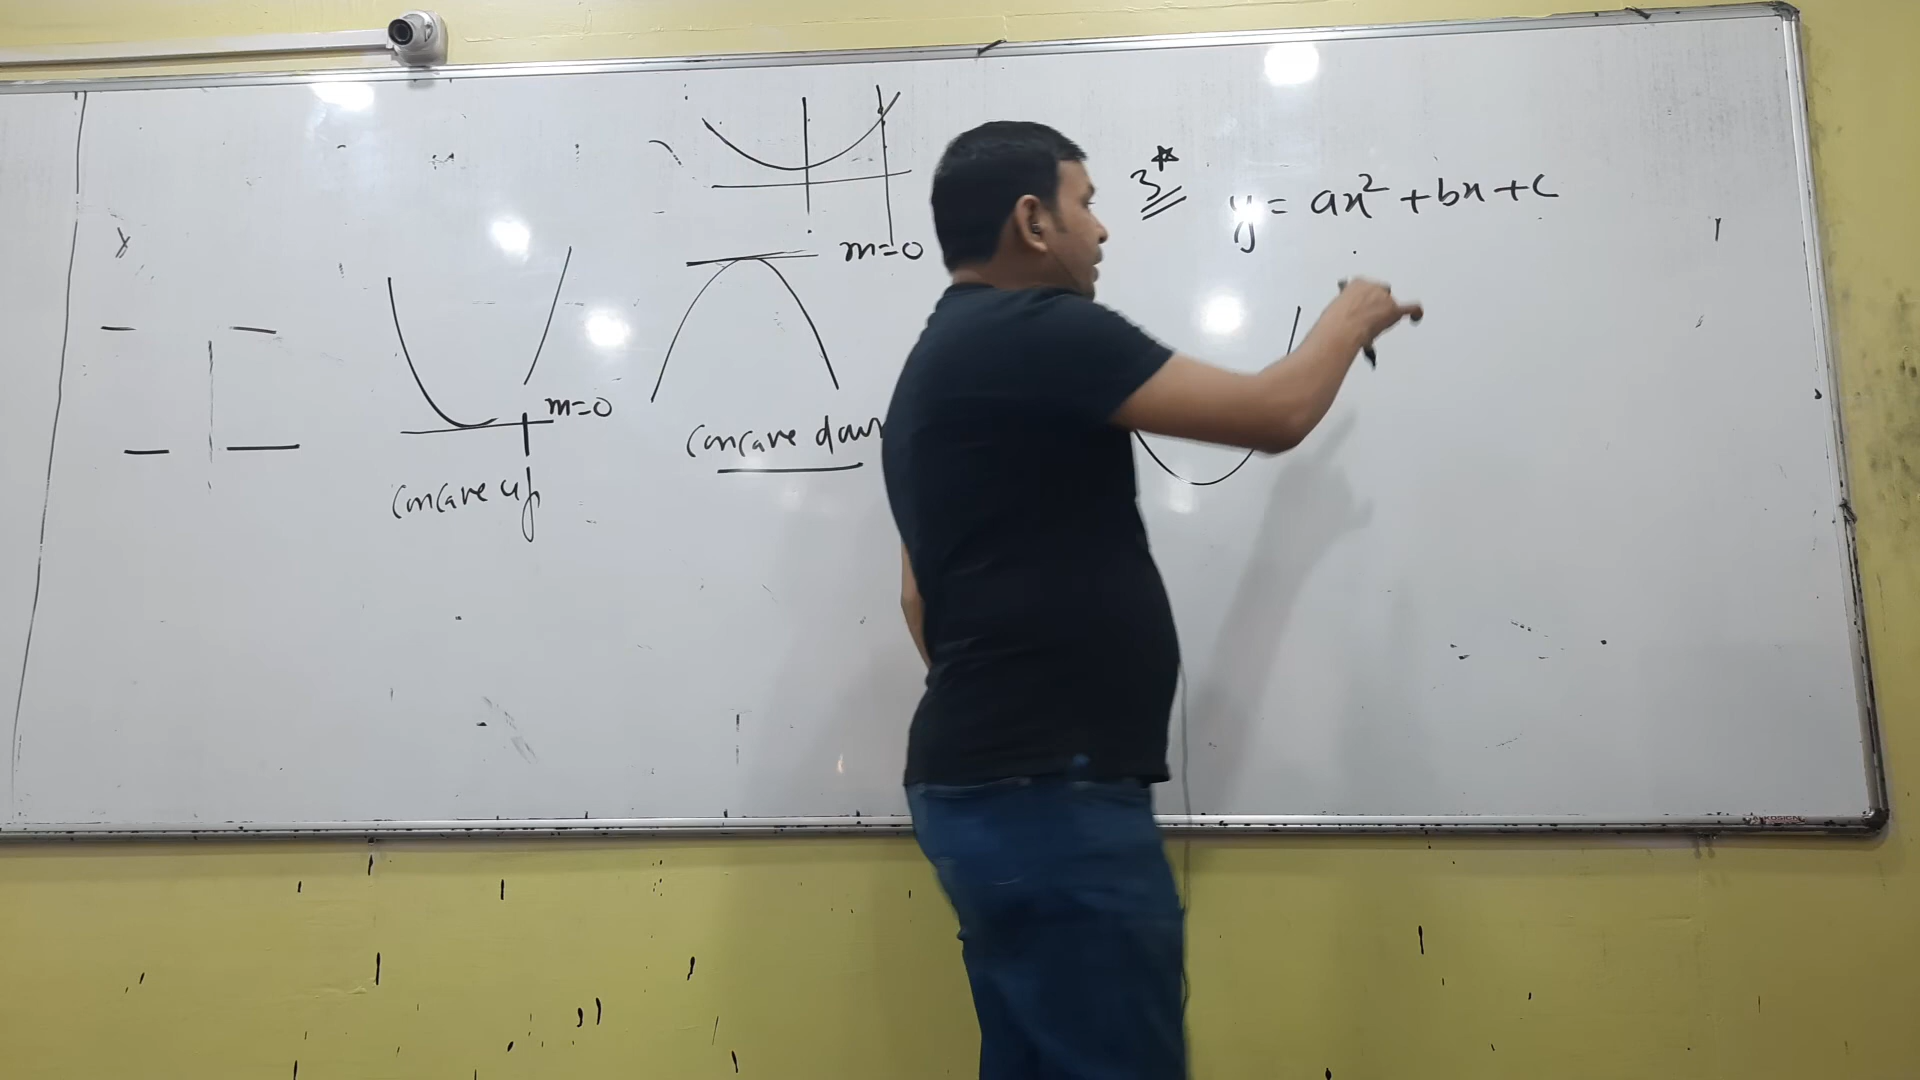 m=0
m=0
concave up
concave down
3
y = ax² + bx + c